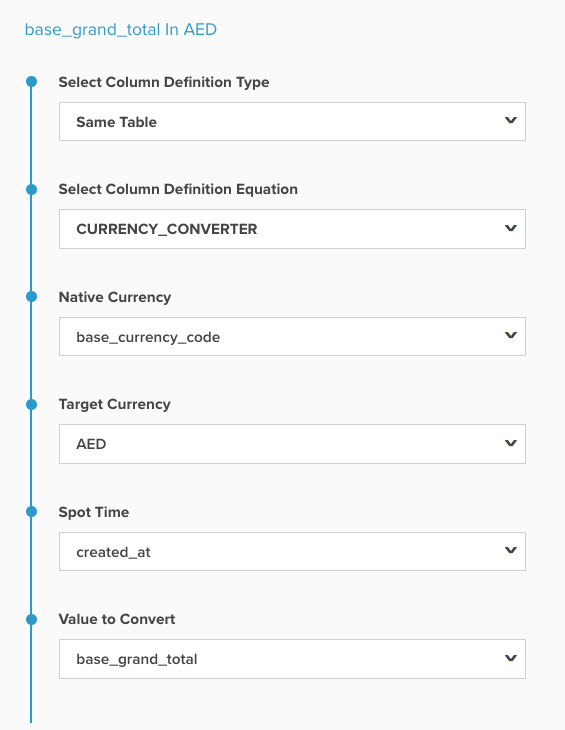 base_grand_total In AED
Select Column Definition Type
Same Table
Select Column Definition Equation
CURRENCY_CONVERTER
Native Currency
base_currency_code
Target Currency
AED
Spot Time
created_at
Value to Convert
base_grand_total